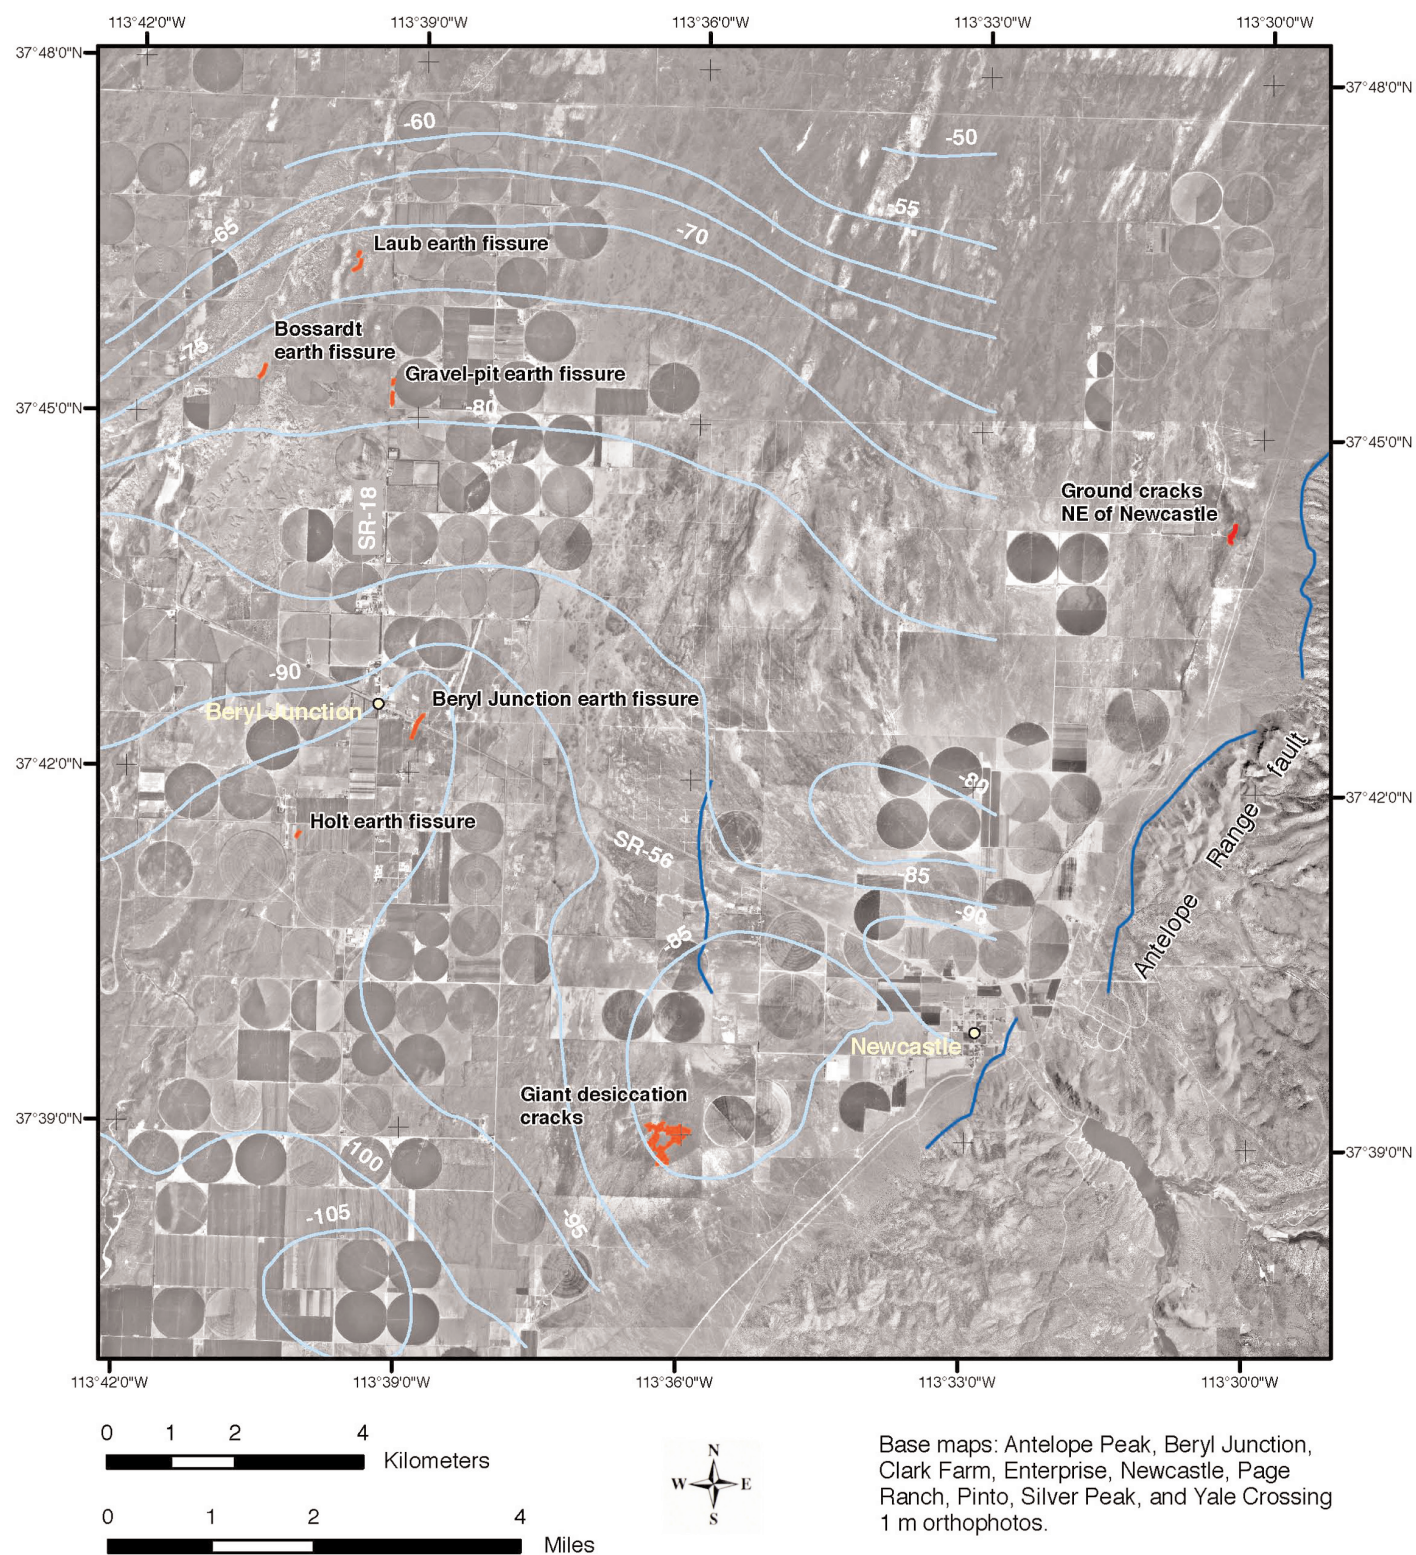 113°42'0"W 113°39'0"W 113°36'0"W 113°33'0"W 113°30'0"W
37°48'0"N
37°48'0"N
-60
-50
-55
-65
-70
Laub earth fissure
Bossardt
earth fissure
-75
Gravel-pit earth fissure
-80
37°45'0"N
37°45'0"N
Ground cracks
NE of Newcastle
SR-18
-90
Beryl Junction earth fissure
Beryl Junction
37°42'0"N
37°42'0"N
-80
Antelope Range fault
Holt earth fissure
SR-56
-85
-90
-85
Newcastle
Giant desiccation
cracks
37°39'0"N
37°39'0"N
-100
-105
-95
113°42'0"W 113°39'0"W 113°36'0"W 113°33'0"W 113°30'0"W
0 1 2 4
Kilometers
0 1 2 4
Miles
N
W E
S
Base maps: Antelope Peak, Beryl Junction,
Clark Farm, Enterprise, Newcastle, Page
Ranch, Pinto, Silver Peak, and Yale Crossing
1 m orthophotos.